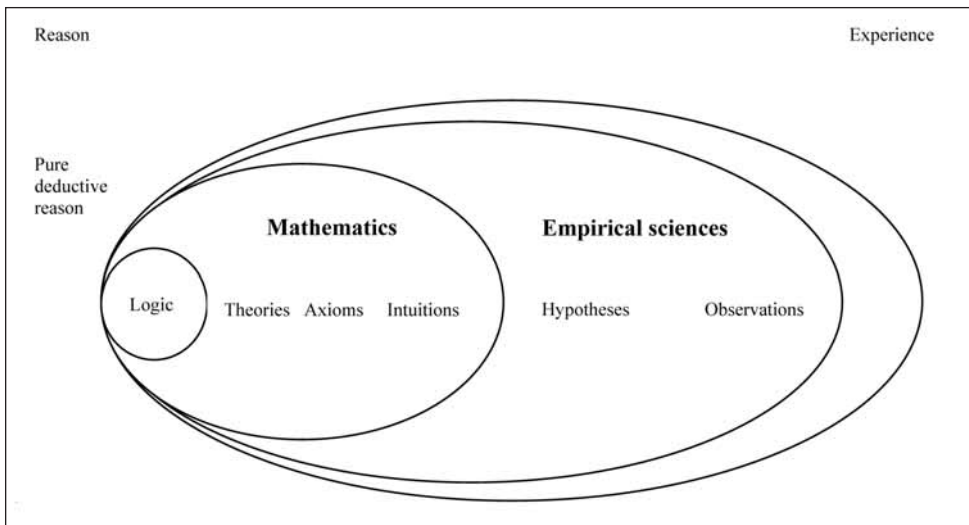 Reason
Experience
Pure
deductive
reason
Mathematics
Empirical sciences
Logic
Theories
Axioms
Intuitions
Hypotheses
Observations